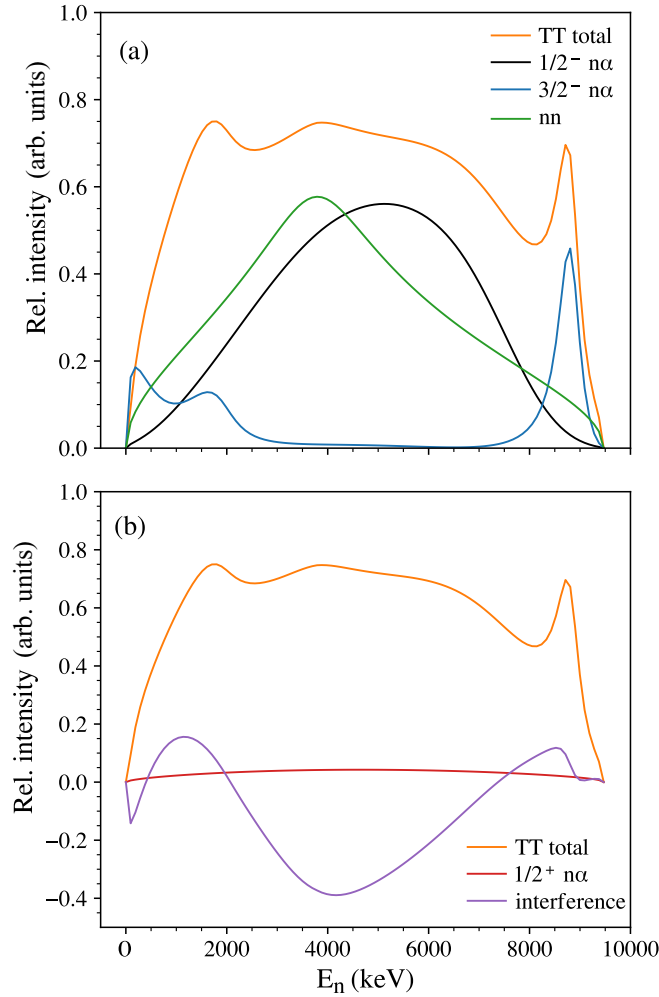 1.0
0.8
0.6
0.4
0.2
0.0
Rel. intensity (arb. units)
(a)
TT total
1/2⁻ nα
3/2⁻ nα
nn
1.0
0.8
0.6
0.4
0.2
0.0
−0.2
−0.4
Rel. intensity (arb. units)
(b)
TT total
1/2⁺ nα
interference
0 2000 4000 6000 8000 10000
Eₙ (keV)